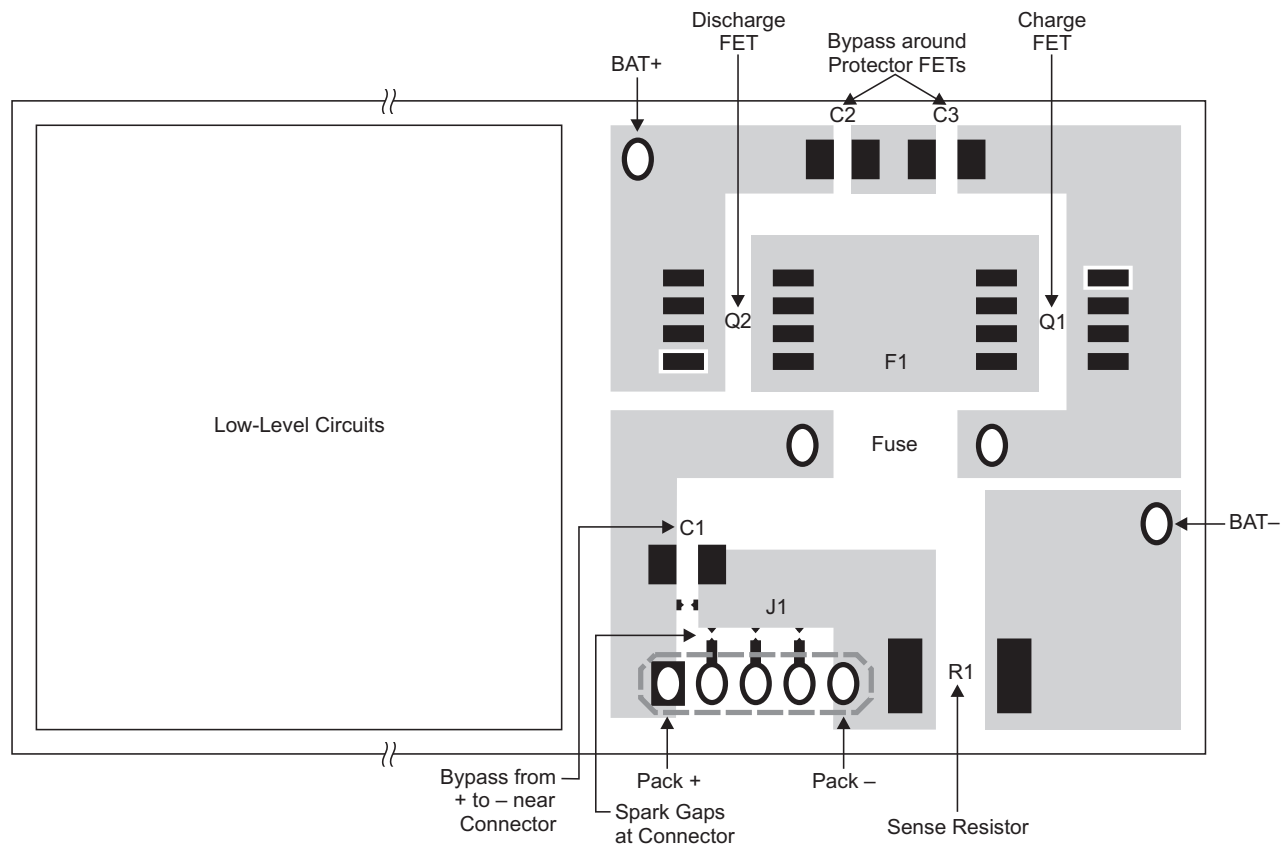 Discharge
FET
Charge
FET
Bypass around
Protector FETs
BAT+
C2
C3
Q2
Q1
F1
Low-Level Circuits
Fuse
C1
BAT–
J1
R1
Bypass from
+ to – near
Connector
Pack +
Pack –
Spark Gaps
at Connector
Sense Resistor